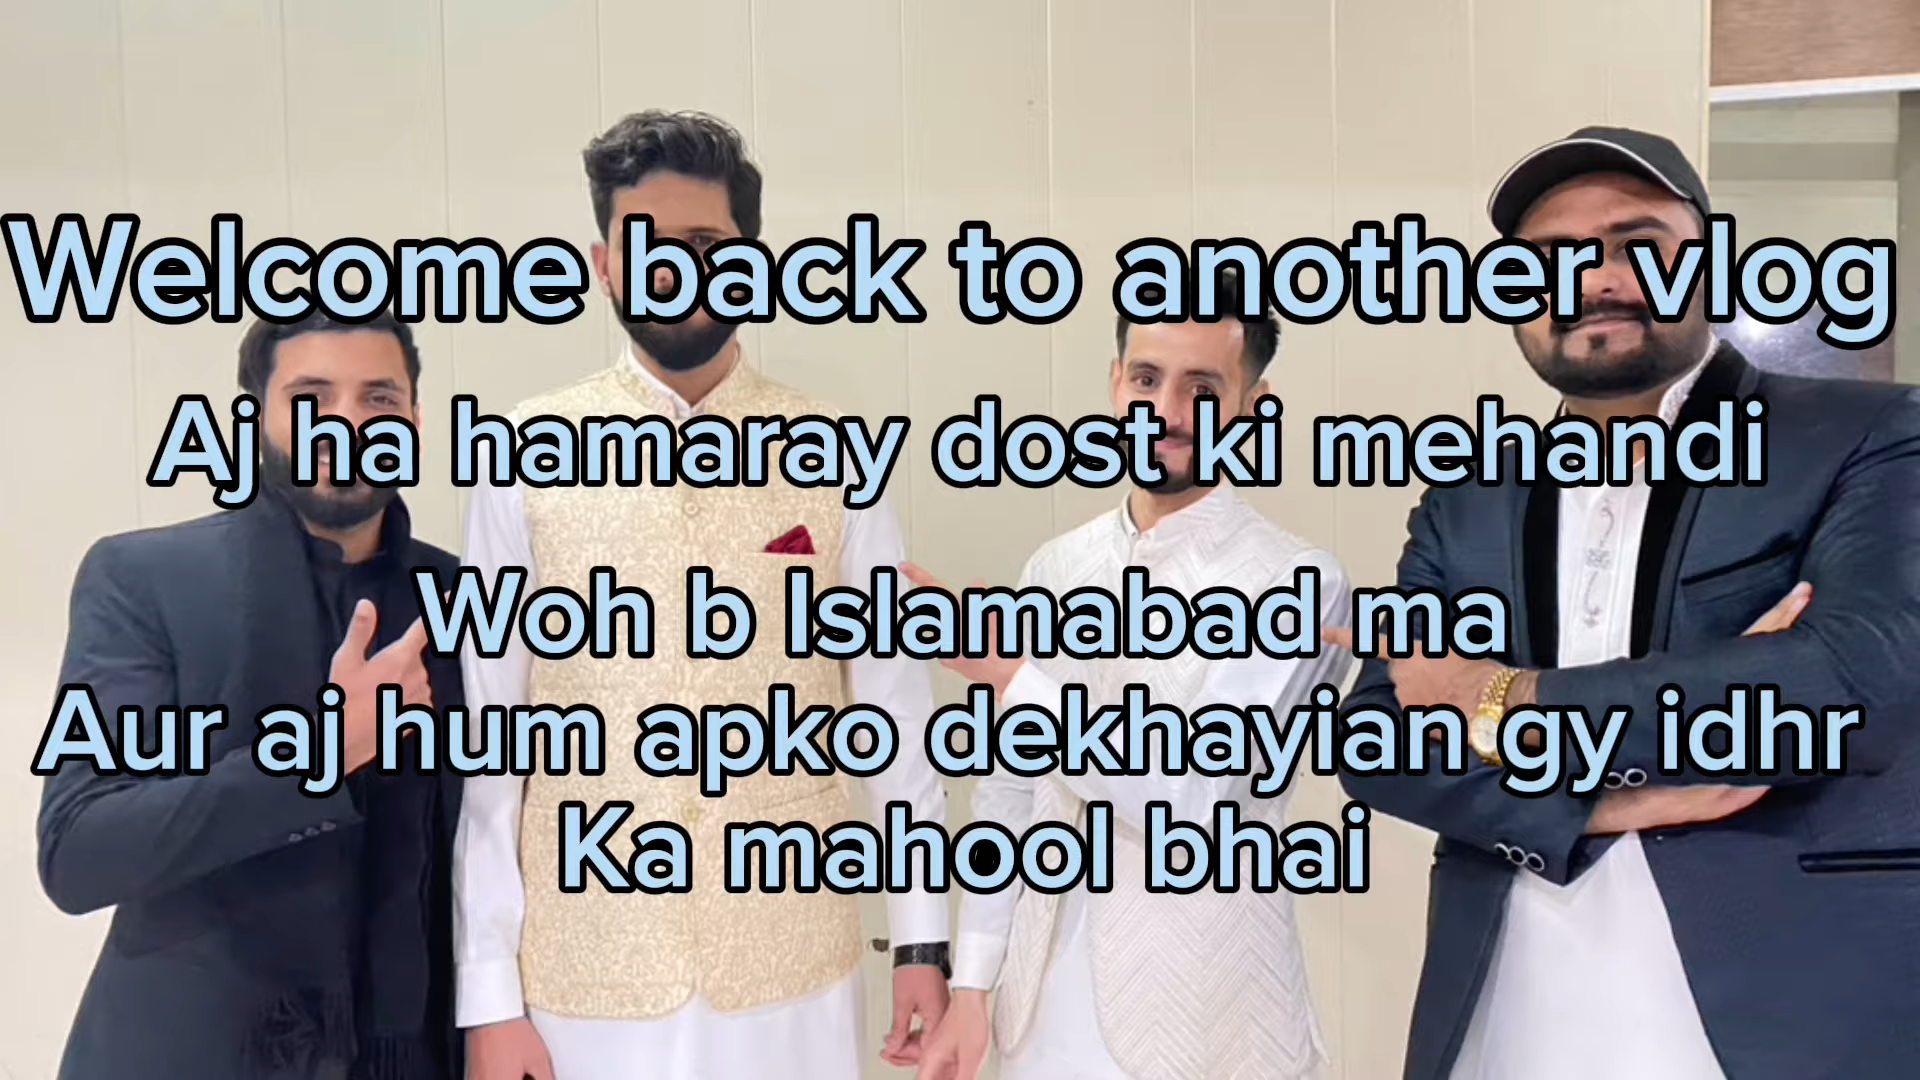 Welcome back to another vlog
Aj ha hamaray dost ki mehandi
Woh b Islamabad ma
Aur aj hum apko dekhayian gy idhr
Ka mahool bhai